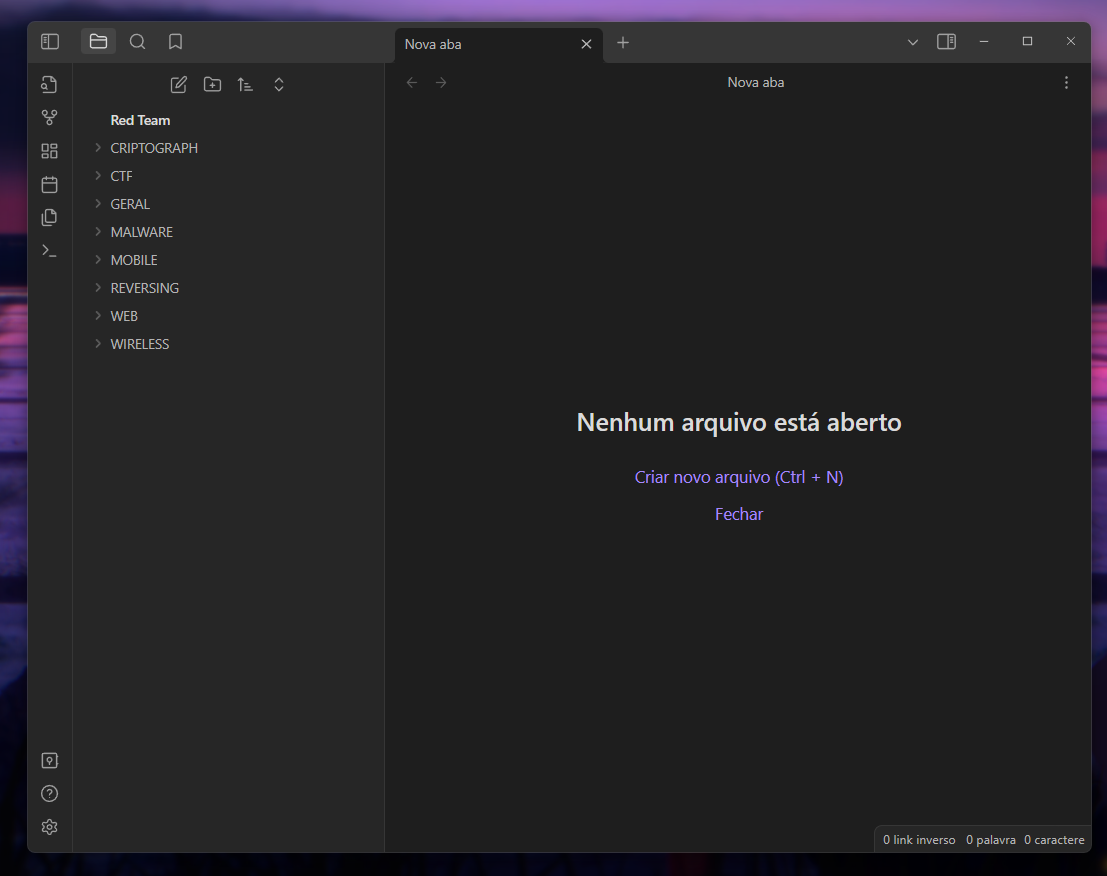 Nova aba
Nova aba
Red Team
CRIPTOGRAPH
CTF
GERAL
MALWARE
MOBILE
REVERSING
WEB
WIRELESS
Nenhum arquivo está aberto
Criar novo arquivo (Ctrl + N)
Fechar
0 link inverso 0 palavra 0 caractere